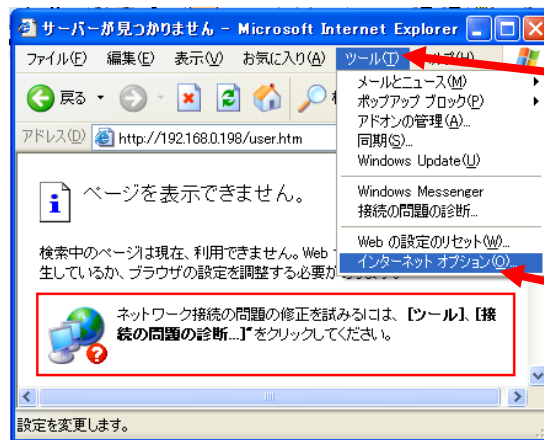 サーバーが見つかりません - Microsoft Internet Explorer
ファイル(F) 編集(E) 表示(V) お気に入り(A) ツール(T)
戻る
アドレス(D) http://192.168.0.198/user.htm
メールとニュース(M)
ポップアップ ブロック(P)
アドオンの管理(A)...
同期(S)...
Windows Update(U)
Windows Messenger
接続の問題の診断...
Web の設定のリセット(W)...
インターネット オプション(O)...
ページを表示できません。
検索中のページは現在、利用できません。Web
生しているか、ブラウザの設定を調整する必要が
ネットワーク接続の問題の修正を試みるには、[ツール]、[接
続の問題の診断...]"をクリックしてください。
設定を変更します。